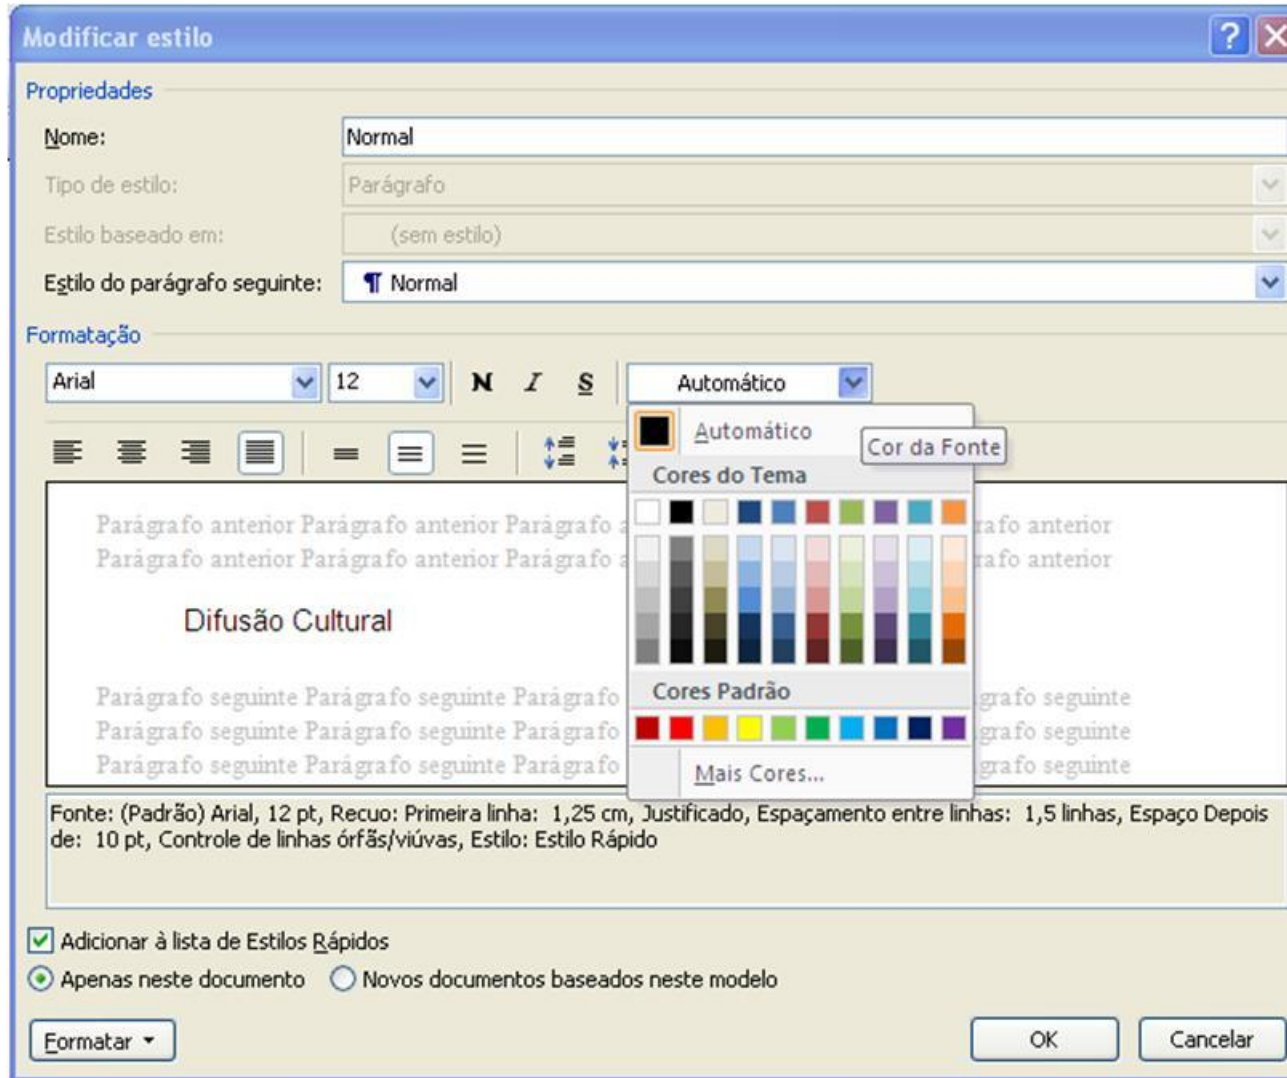 Modificar estilo
Propriedades
Nome: Normal
Tipo de estilo: Parágrafo
Estilo baseado em: (sem estilo)
Estilo do parágrafo seguinte: ¶ Normal
Formatação
Arial 12 N I S Automático
Automático
Cor da Fonte
Cores do Tema
Parágrafo anterior Parágrafo anterior Parágrafo a rafo anterior
Parágrafo anterior Parágrafo anterior Parágrafo a rafo anterior
Difusão Cultural
Cores Padrão
Parágrafo seguinte Parágrafo seguinte Parágrafo grafo seguinte
Parágrafo seguinte Parágrafo seguinte Parágrafo grafo seguinte
Parágrafo seguinte Parágrafo seguinte Parágrafo grafo seguinte
Mais Cores...
Fonte: (Padrão) Arial, 12 pt, Recuo: Primeira linha: 1,25 cm, Justificado, Espaçamento entre linhas: 1,5 linhas, Espaço Depois
de: 10 pt, Controle de linhas órfãs/viúvas, Estilo: Estilo Rápido
Adicionar à lista de Estilos Rápidos
Apenas neste documento Novos documentos baseados neste modelo
Formatar OK Cancelar